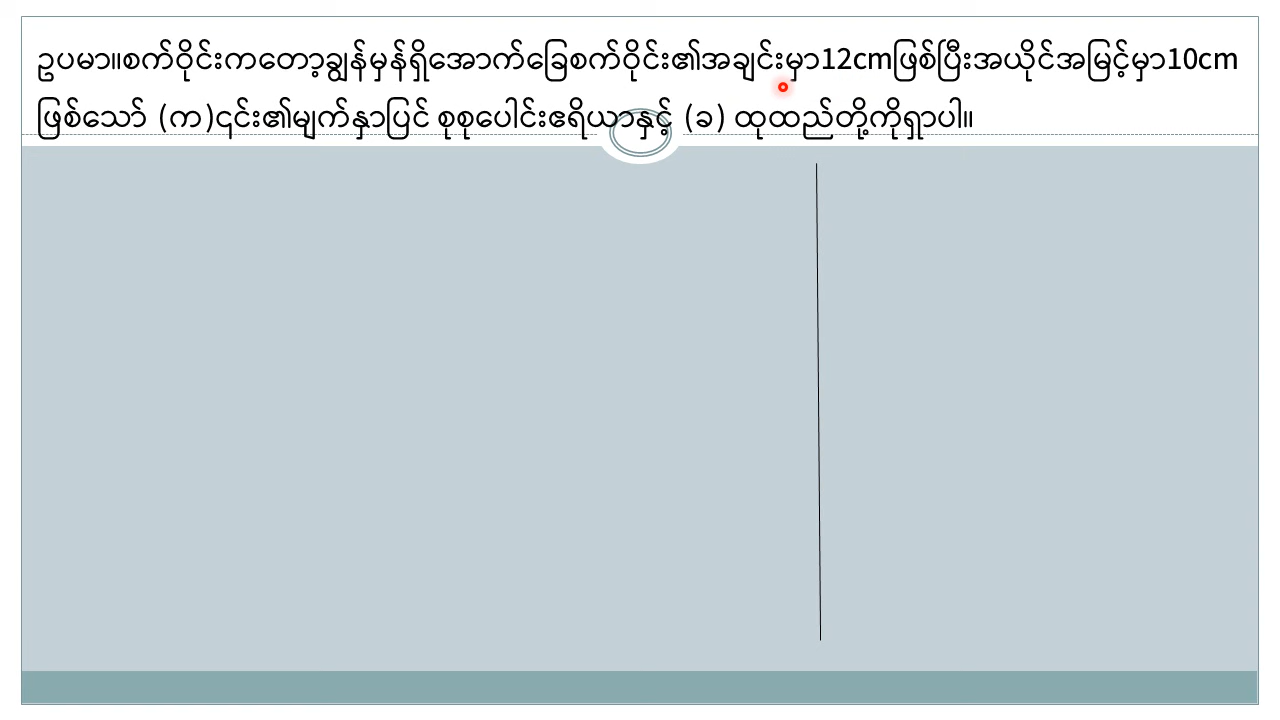 ဥပမာ။စက်ဝိုင်းကတော့ချွန်မှန်ရှိအောက်ခြေစက်ဝိုင်း၏အချင်းမှာ12cmဖြစ်ပြီးအယိုင်အမြင့်မှာ10cm
ဖြစ်သော် (က)၎င်း၏မျက်နှာပြင် စုစုပေါင်းဧရိယာနှင့် (ခ) ထုထည်တို့ကိုရှာပါ။